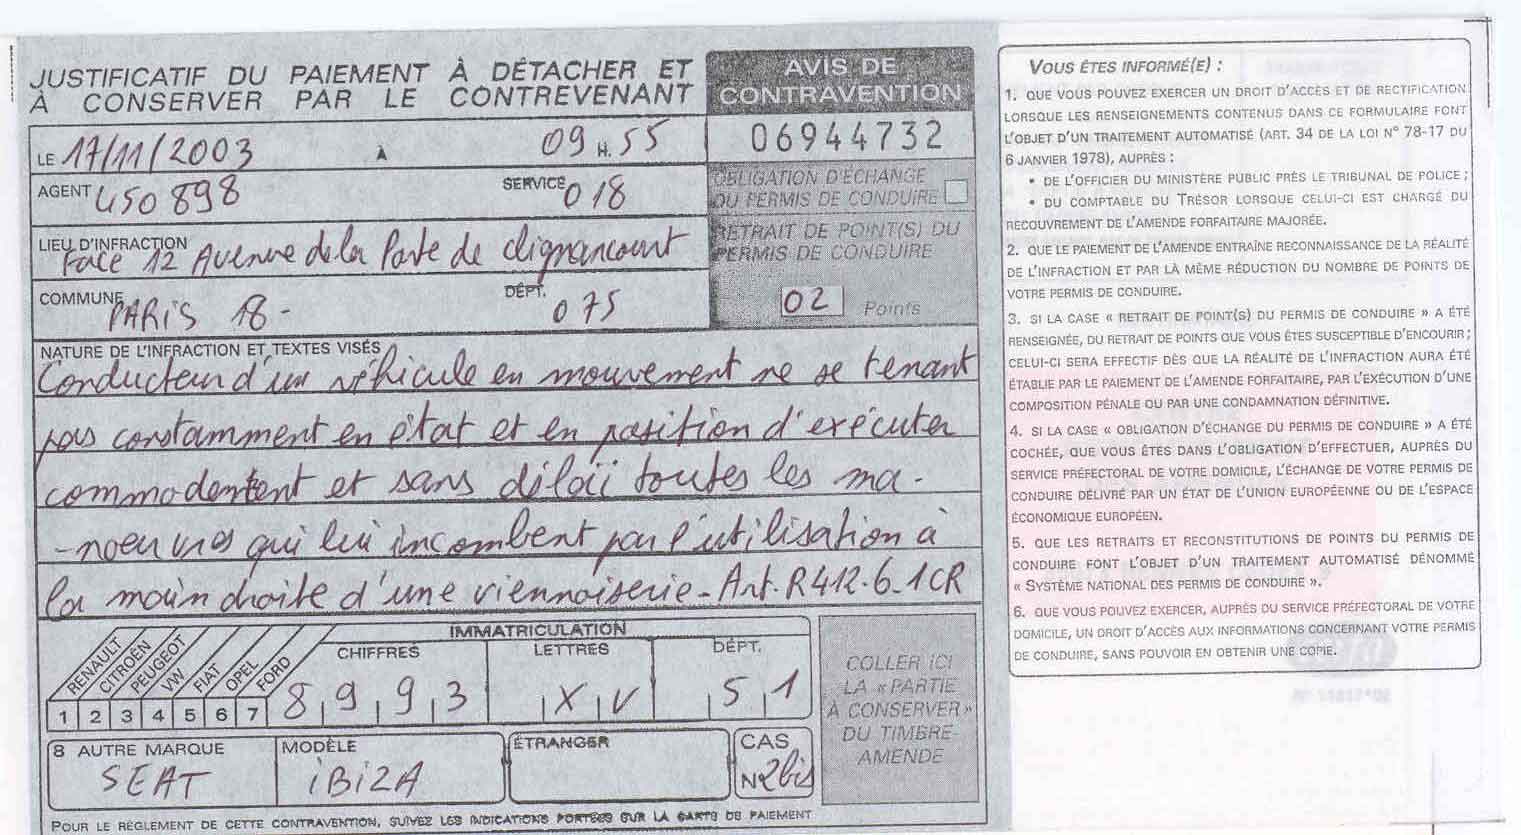 JUSTIFICATIF DU PAIEMENT À DÉTACHER ET
À CONSERVER PAR LE CONTREVENANT
AVIS DE
CONTRAVENTION
LE 17/11/2003 À 09 H. 55
06944732
AGENT 450898 SERVICE 018
OBLIGATION D'ÉCHANGE
DU PERMIS DE CONDUIRE
LIEU D'INFRACTION
Face 12 Avenue de la Porte de Clignancourt
RETRAIT DE POINT(S) DU
PERMIS DE CONDUIRE
02 Points
COMMUNE PARIS 18 - DÉPT. 075
NATURE DE L'INFRACTION ET TEXTES VISÉS
Conducteur d'un véhicule en mouvement ne se tenant
pas constamment en état et en position d'exécuter
commodement et sans délaii toutes les ma-
-noeuvres qui lui incombent par l'utilisation à
la main droite d'une viennoiserie - Art. R412.6.1CR
IMMATRICULATION
RENAULT CITROËN PEUGEOT VW FIAT OPEL FORD
1 2 3 4 5 6 7
CHIFFRES LETTRES DÉPT.
8993 XV 51
8 AUTRE MARQUE SEAT
MODÈLE IBIZA
ÉTRANGER
CAS N 2bis
COLLER ICI
LA « PARTIE
À CONSERVER »
DU TIMBRE-
AMENDE
POUR LE RÈGLEMENT DE CETTE CONTRAVENTION, SUIVEZ LES INDICATIONS PORTÉES SUR LA CARTE DE PAIEMENT
VOUS ÊTES INFORMÉ(E) :
1. QUE VOUS POUVEZ EXERCER UN DROIT D'ACCÈS ET DE RECTIFICATION
LORSQUE LES RENSEIGNEMENTS CONTENUS DANS CE FORMULAIRE FONT
L'OBJET D'UN TRAITEMENT AUTOMATISÉ (ART. 34 DE LA LOI N° 78-17 DU
6 JANVIER 1978), AUPRÈS :
• DE L'OFFICIER DU MINISTÈRE PUBLIC PRÈS LE TRIBUNAL DE POLICE ;
• DU COMPTABLE DU TRÉSOR LORSQUE CELUI-CI EST CHARGÉ DU
RECOUVREMENT DE L'AMENDE FORFAITAIRE MAJORÉE.
2. QUE LE PAIEMENT DE L'AMENDE ENTRAÎNE RECONNAISSANCE DE LA RÉALITÉ
DE L'INFRACTION ET PAR LÀ MÊME RÉDUCTION DU NOMBRE DE POINTS DE
VOTRE PERMIS DE CONDUIRE.
3. SI LA CASE « RETRAIT DE POINT(S) DU PERMIS DE CONDUIRE » A ÉTÉ
RENSEIGNÉE, DU RETRAIT DE POINTS QUE VOUS ÊTES SUSCEPTIBLE D'ENCOURIR ;
CELUI-CI SERA EFFECTIF DÈS QUE LA RÉALITÉ DE L'INFRACTION AURA ÉTÉ
ÉTABLIE PAR LE PAIEMENT DE L'AMENDE FORFAITAIRE, PAR L'EXÉCUTION D'UNE
COMPOSITION PÉNALE OU PAR UNE CONDAMNATION DÉFINITIVE.
4. SI LA CASE « OBLIGATION D'ÉCHANGE DU PERMIS DE CONDUIRE » A ÉTÉ
COCHÉE, QUE VOUS ÊTES DANS L'OBLIGATION D'EFFECTUER, AUPRÈS DU
SERVICE PRÉFECTORAL DE VOTRE DOMICILE, L'ÉCHANGE DE VOTRE PERMIS DE
CONDUIRE DÉLIVRÉ PAR UN ÉTAT DE L'UNION EUROPÉENNE OU DE L'ESPACE
ÉCONOMIQUE EUROPÉEN.
5. QUE LES RETRAITS ET RECONSTITUTIONS DE POINTS DU PERMIS DE
CONDUIRE FONT L'OBJET D'UN TRAITEMENT AUTOMATISÉ DÉNOMMÉ
« SYSTÈME NATIONAL DES PERMIS DE CONDUIRE ».
6. QUE VOUS POUVEZ EXERCER, AUPRÈS DU SERVICE PRÉFECTORAL DE VOTRE
DOMICILE, UN DROIT D'ACCÈS AUX INFORMATIONS CONCERNANT VOTRE PERMIS
DE CONDUIRE, SANS POUVOIR EN OBTENIR UNE COPIE.